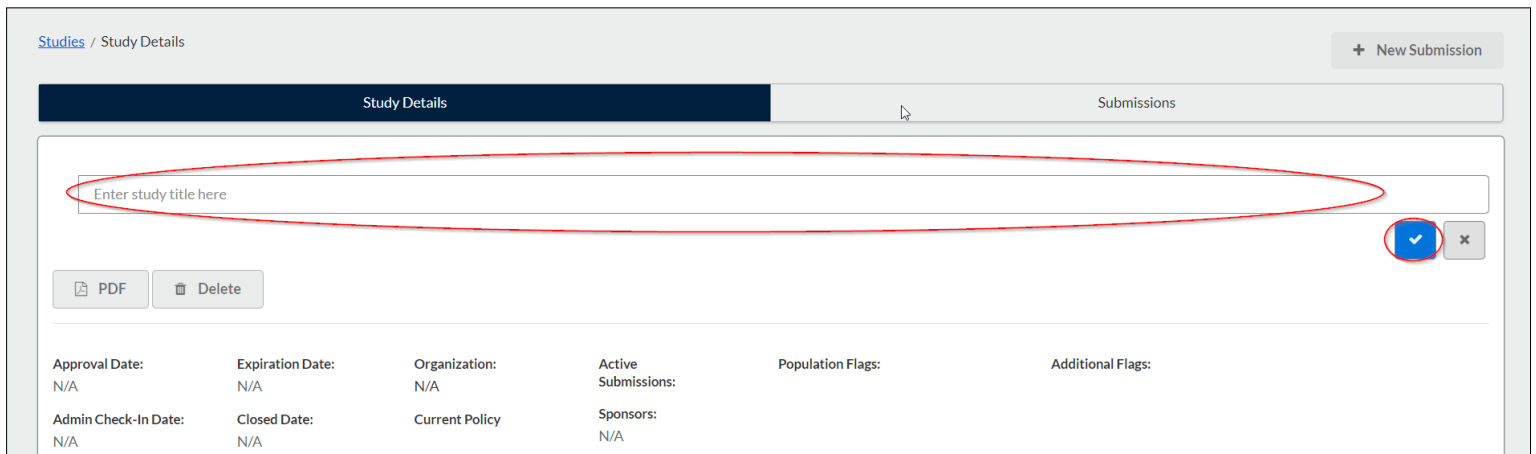 Studies / Study Details
+ New Submission
Study Details
Submissions
Enter study title here
PDF
Delete
Approval Date:
N/A
Expiration Date:
N/A
Organization:
N/A
Active
Submissions:
Population Flags:
Additional Flags:
Admin Check-In Date:
N/A
Closed Date:
N/A
Current Policy
Sponsors:
N/A